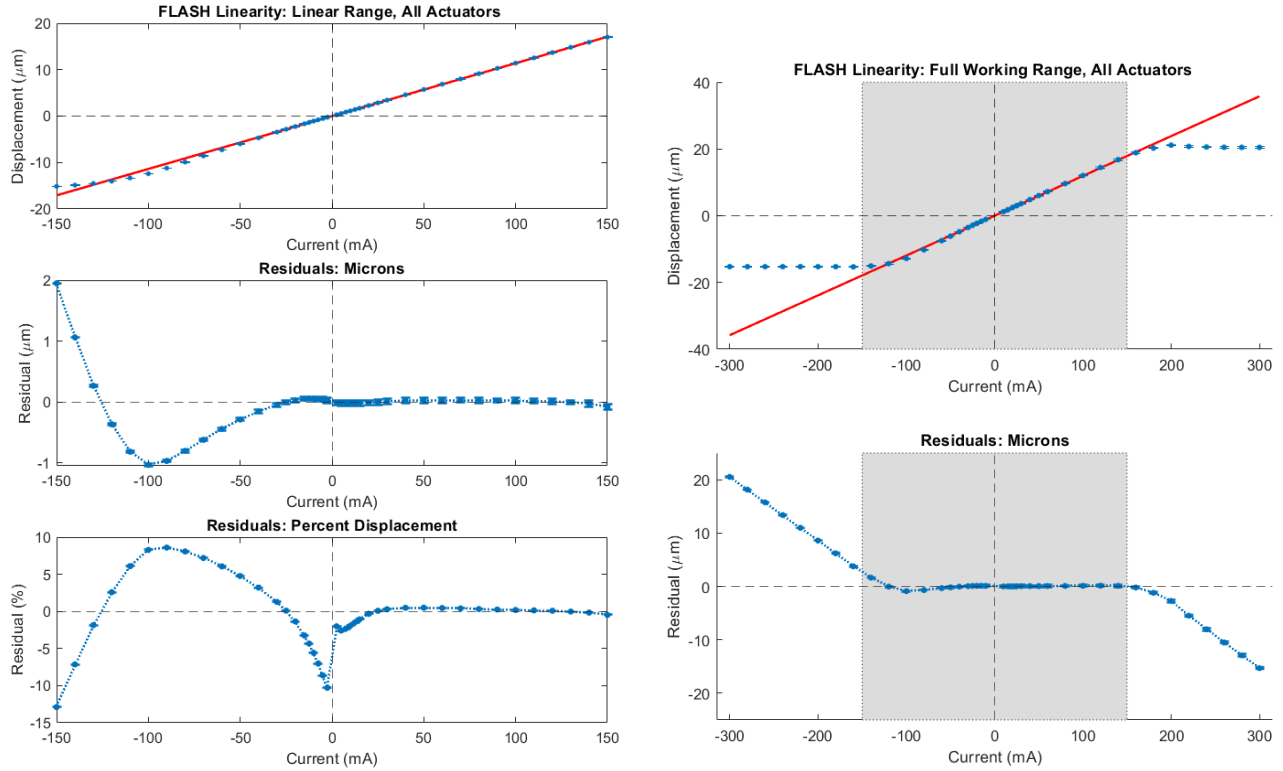 FLASH Linearity: Linear Range, All Actuators
Displacement (μm)
20
10
0
-10
-20
-150 -100 -50 0 50 100 150
Current (mA)
Residuals: Microns
Residual (μm)
2
1
0
-1
-150 -100 -50 0 50 100 150
Current (mA)
Residuals: Percent Displacement
Residual (%)
10
5
0
-5
-10
-15
-150 -100 -50 0 50 100 150
Current (mA)
FLASH Linearity: Full Working Range, All Actuators
Displacement (μm)
40
20
0
-20
-40
-300 -200 -100 0 100 200 300
Current (mA)
Residuals: Microns
Residual (μm)
20
10
0
-10
-20
-300 -200 -100 0 100 200 300
Current (mA)